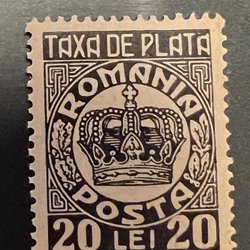 TAXA DE PLATA
ROMANIA
POSTA
20 LEI 20